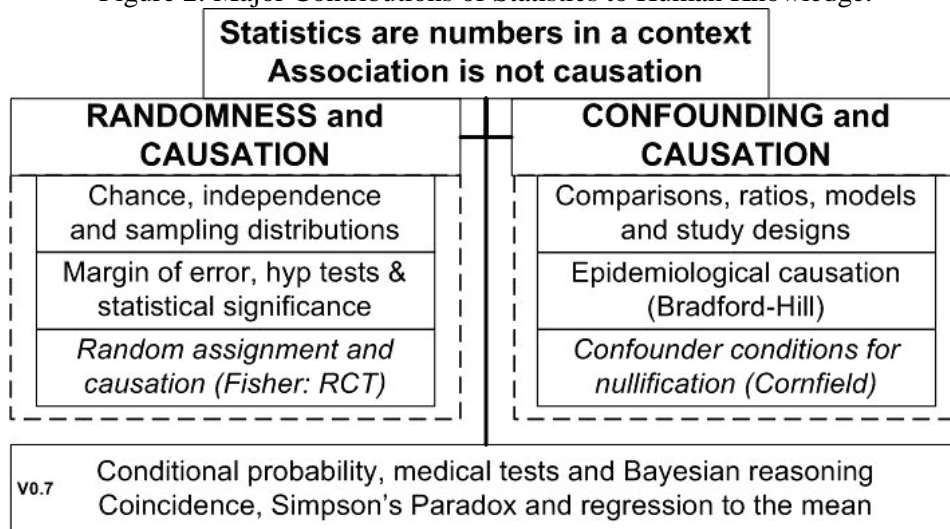 Figure 2: Major Contributions of Statistics to Human Knowledge.
Statistics are numbers in a context
Association is not causation
RANDOMNESS and
CAUSATION
Chance, independence
and sampling distributions
Margin of error, hyp tests &
statistical significance
Random assignment and
causation (Fisher: RCT)
CONFOUNDING and
CAUSATION
Comparisons, ratios, models
and study designs
Epidemiological causation
(Bradford-Hill)
Confounder conditions for
nullification (Cornfield)
V0.7
Conditional probability, medical tests and Bayesian reasoning
Coincidence, Simpson's Paradox and regression to the mean